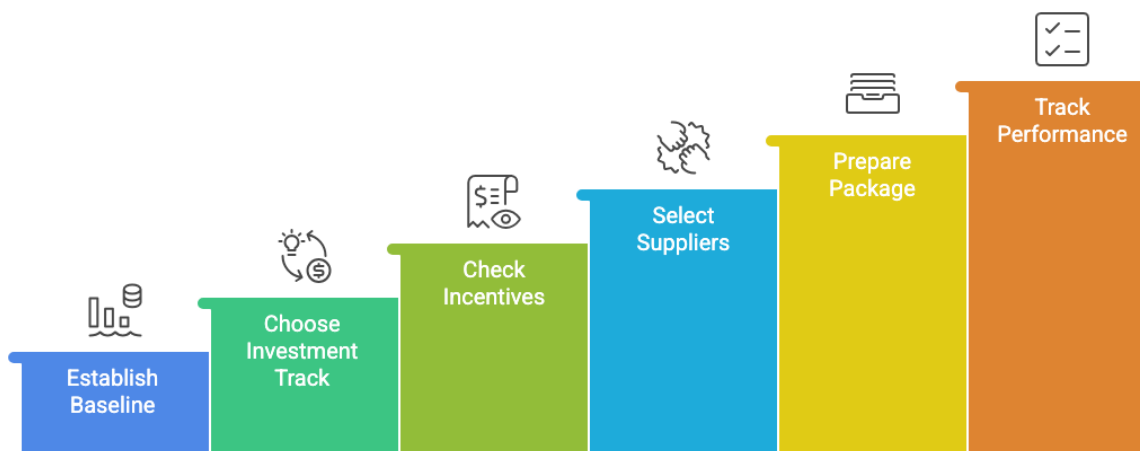 Establish
Baseline
Choose
Investment
Track
$
Check
Incentives
$
Select
Suppliers
Prepare
Package
Track
Performance